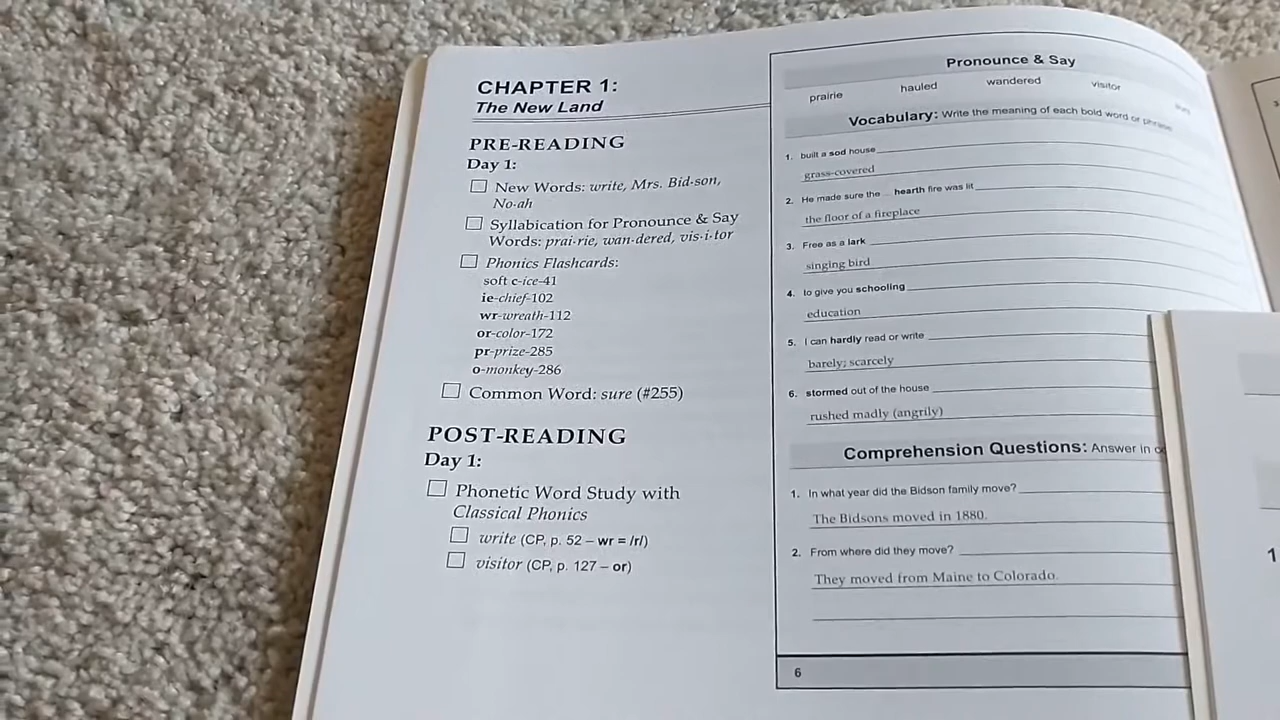 CHAPTER 1:
The New Land
PRE-READING
Day 1:
New Words: write, Mrs. Bid-son,
No-ah
Syllabication for Pronounce & Say
Words: prai·rie, wan·dered, vis·i·tor
Phonics Flashcards:
soft c-ice-41
ie-chief-102
wr-wreath-112
or-color-172
pr-prize-285
o-monkey-286
Common Word: sure (#255)
POST-READING
Day 1:
Phonetic Word Study with
Classical Phonics
write (CP, p. 52 – wr = /r/)
visitor (CP, p. 127 – or)
Pronounce & Say
prairie hauled wandered visitor
Vocabulary: Write the meaning of each bold word or phrase
1. built a sod house
grass-covered
2. He made sure the ... hearth fire was lit
the floor of a fireplace
3. Free as a lark
singing bird
4. to give you schooling
education
5. I can hardly read or write
barely; scarcely
6. stormed out of the house
rushed madly (angrily)
Comprehension Questions: Answer in
1. In what year did the Bidson family move?
The Bidsons moved in 1880.
2. From where did they move?
They moved from Maine to Colorado.
6
1